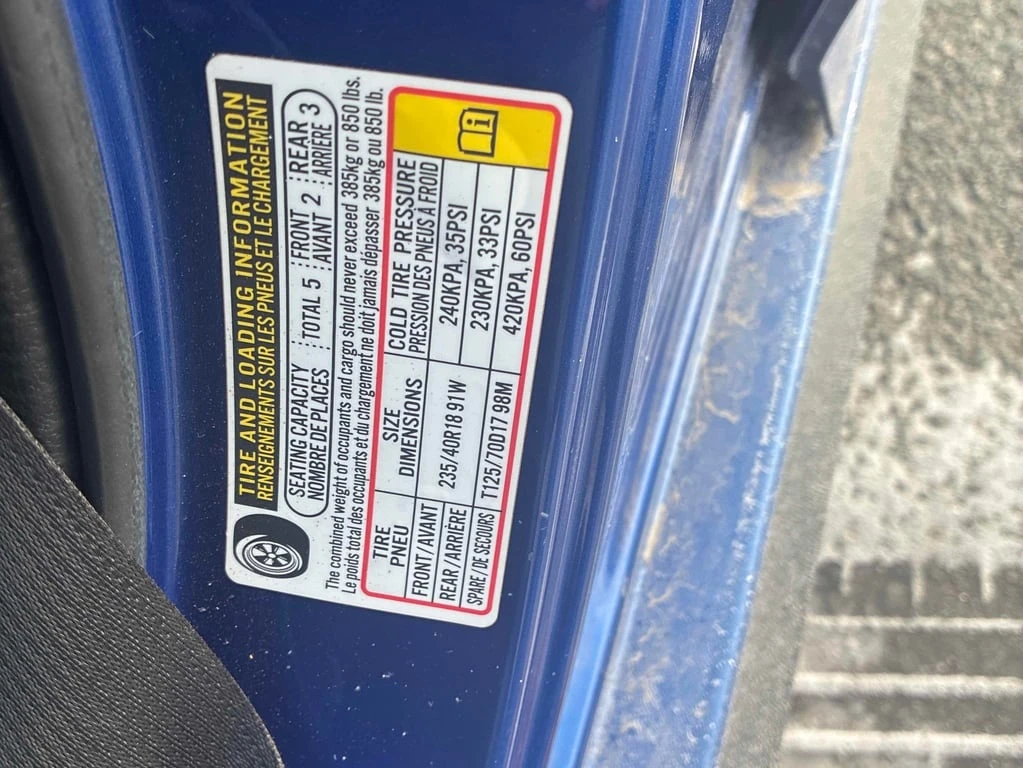 TIRE AND LOADING INFORMATION
RENSEIGNEMENTS SUR LES PNEUS ET LE CHARGEMENT
SEATING CAPACITY TOTAL 5 FRONT 2 REAR 3
NOMBRE DE PLACES AVANT ARRIÈRE
The combined weight of occupants and cargo should never exceed 385kg or 850 lbs.
Le poids total des occupants et du chargement ne doit jamais dépasser 385kg ou 850 lb.
TIRE SIZE COLD TIRE PRESSURE
PNEU DIMENSIONS PRESSION DES PNEUS À FROID
FRONT/AVANT 235/40R18 91W 240KPA, 35PSI
REAR/ARRIÈRE 230KPA, 33PSI
SPARE/DE SECOURS T125/70D17 98M 420KPA, 60PSI